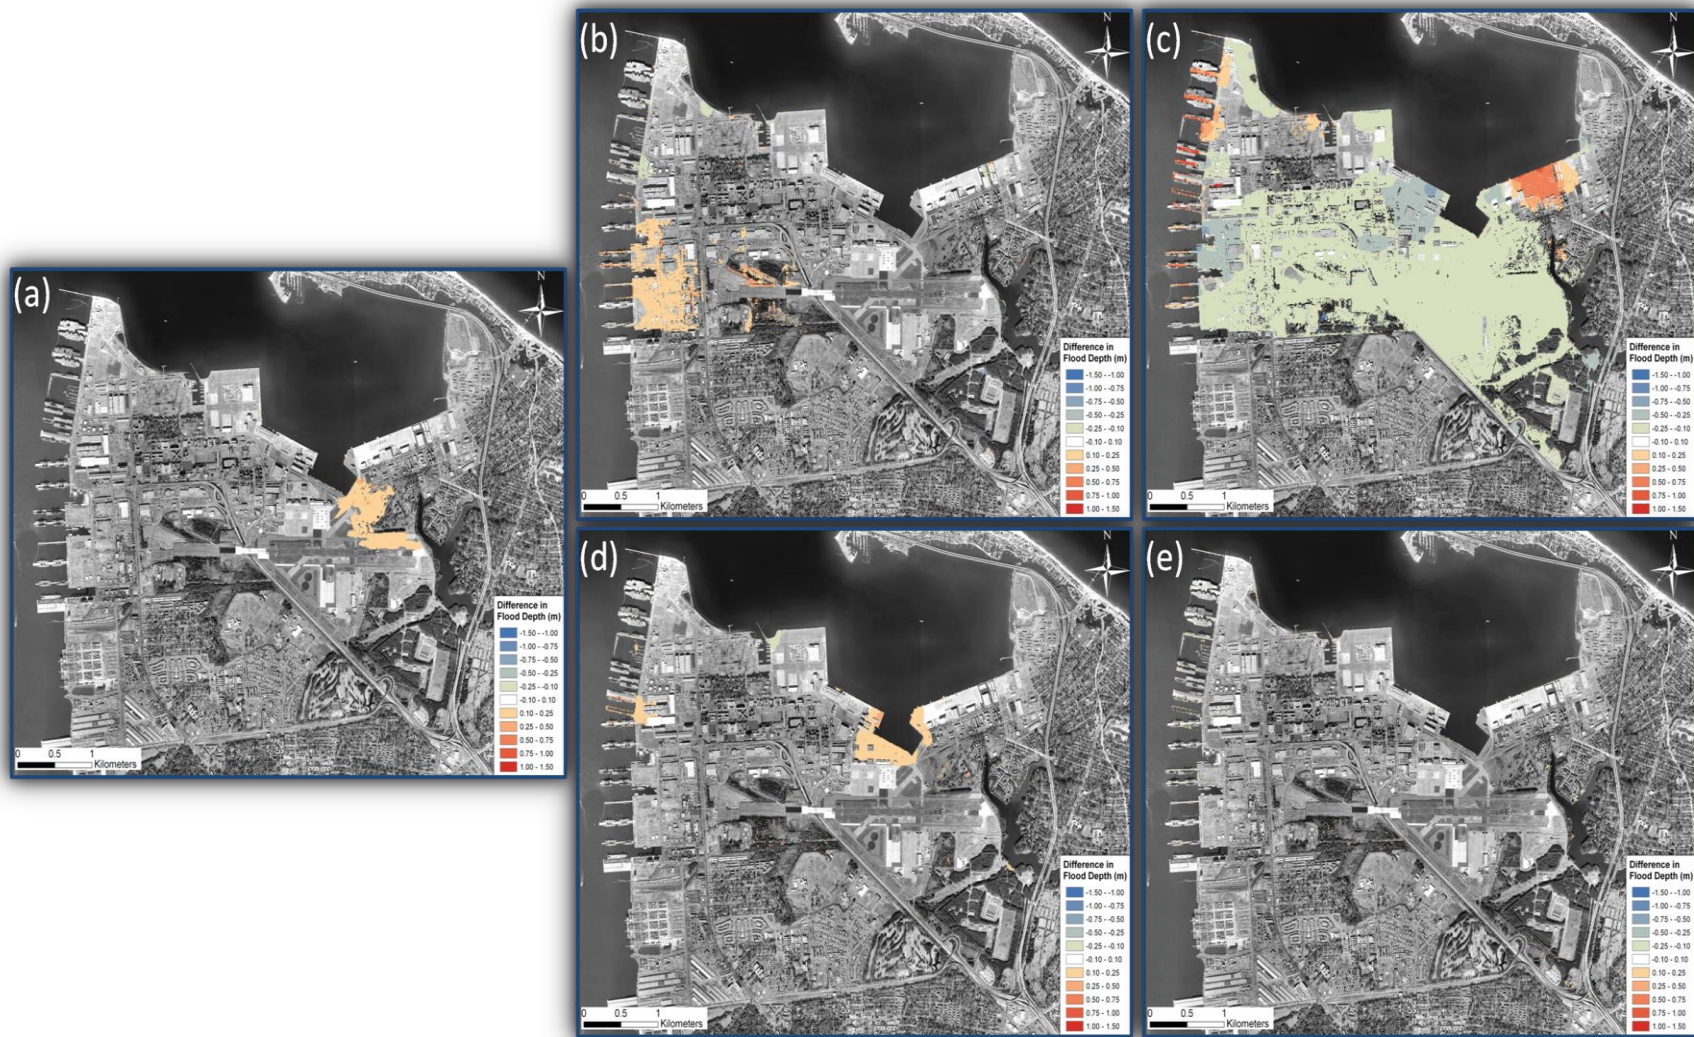 (a)
N
Difference in
Flood Depth (m)
-1.50 - -1.00
-1.00 - -0.75
-0.75 - -0.50
-0.50 - -0.25
-0.25 - -0.10
-0.10 - 0.10
0.10 - 0.25
0.25 - 0.50
0.50 - 0.75
0.75 - 1.00
1.00 - 1.50
0 0.5 1
Kilometers
(b)
N
Difference in
Flood Depth (m)
-1.50 - -1.00
-1.00 - -0.75
-0.75 - -0.50
-0.50 - -0.25
-0.25 - -0.10
-0.10 - 0.10
0.10 - 0.25
0.25 - 0.50
0.50 - 0.75
0.75 - 1.00
1.00 - 1.50
0 0.5 1
Kilometers
(c)
N
Difference in
Flood Depth (m)
-1.50 - -1.00
-1.00 - -0.75
-0.75 - -0.50
-0.50 - -0.25
-0.25 - -0.10
-0.10 - 0.10
0.10 - 0.25
0.25 - 0.50
0.50 - 0.75
0.75 - 1.00
1.00 - 1.50
0 0.5 1
Kilometers
(d)
N
Difference in
Flood Depth (m)
-1.50 - -1.00
-1.00 - -0.75
-0.75 - -0.50
-0.50 - -0.25
-0.25 - -0.10
-0.10 - 0.10
0.10 - 0.25
0.25 - 0.50
0.50 - 0.75
0.75 - 1.00
1.00 - 1.50
0 0.5 1
Kilometers
(e)
N
Difference in
Flood Depth (m)
-1.50 - -1.00
-1.00 - -0.75
-0.75 - -0.50
-0.50 - -0.25
-0.25 - -0.10
-0.10 - 0.10
0.10 - 0.25
0.25 - 0.50
0.50 - 0.75
0.75 - 1.00
1.00 - 1.50
0 0.5 1
Kilometers